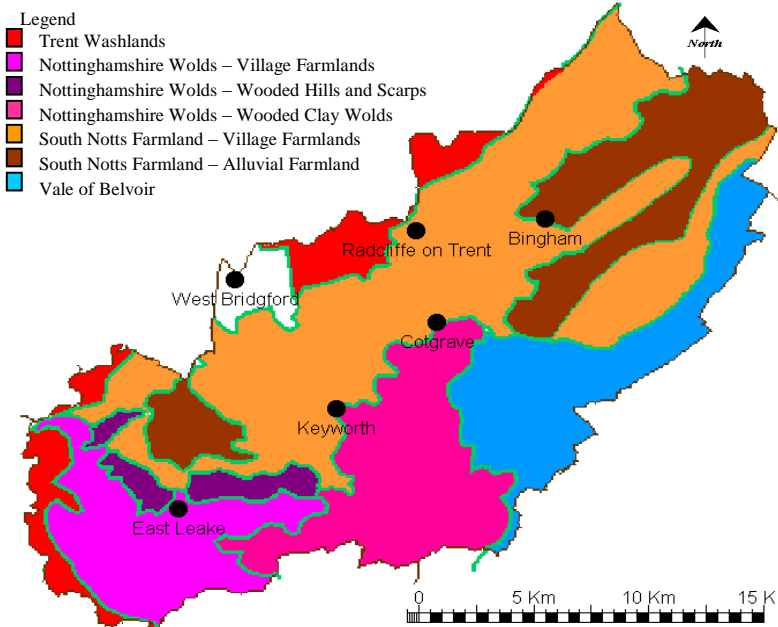 Legend
Trent Washlands
Nottinghamshire Wolds – Village Farmlands
Nottinghamshire Wolds – Wooded Hills and Scarps
Nottinghamshire Wolds – Wooded Clay Wolds
South Notts Farmland – Village Farmlands
South Notts Farmland – Alluvial Farmland
Vale of Belvoir
North
Radcliffe on Trent
Bingham
West Bridgford
Cotgrave
Keyworth
East Leake
0 5 Km 10 Km 15 K